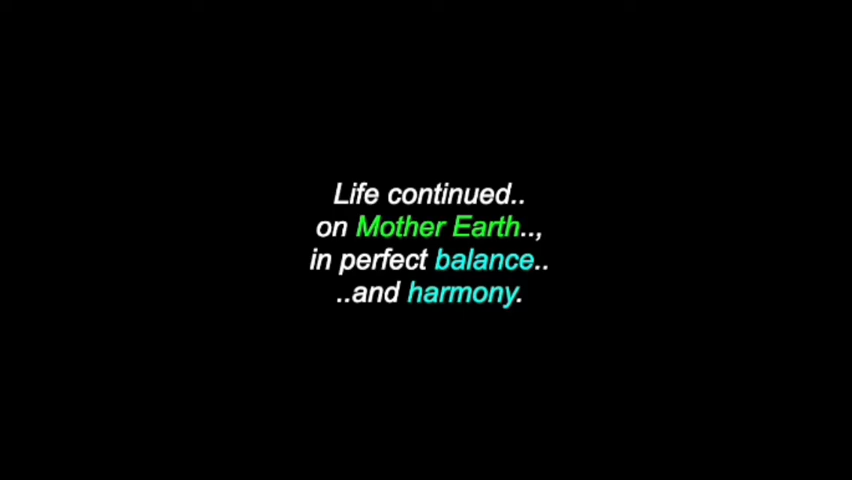 Life continued..
on Mother Earth..,
in perfect balance..
..and harmony.